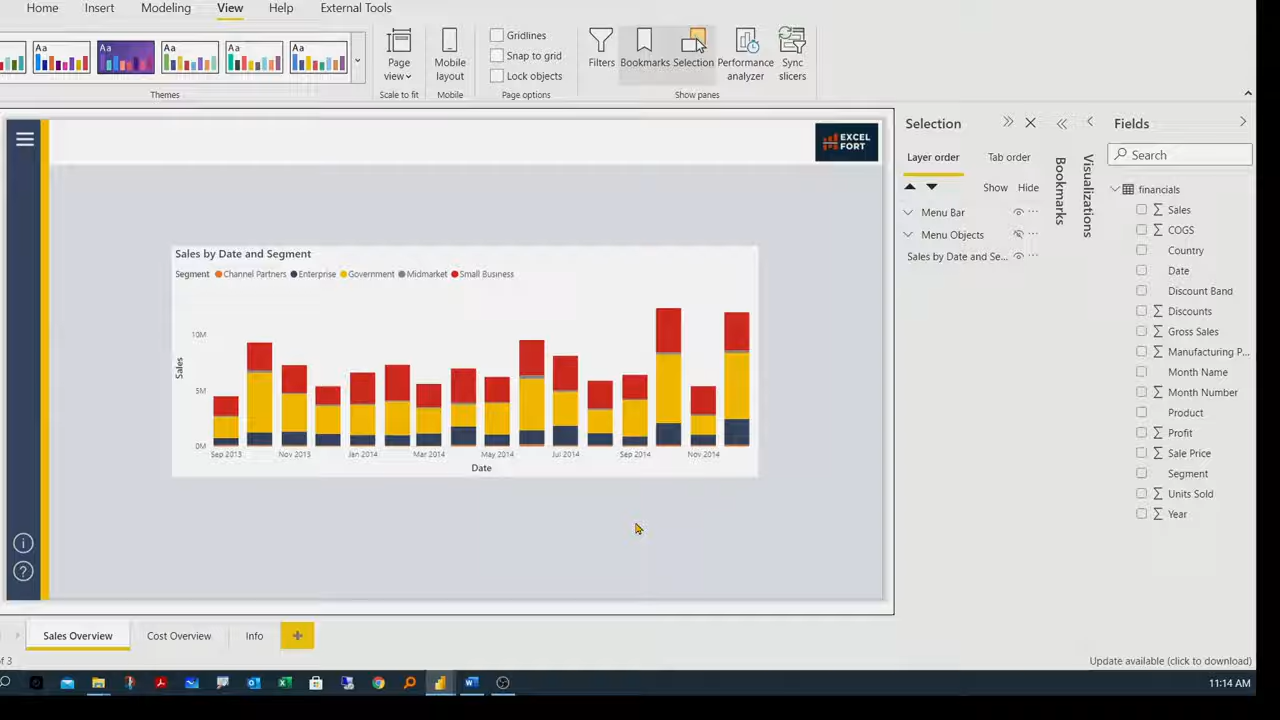 Home Insert Modeling View Help External Tools
Aa Aa Aa Aa Aa
Page view
Mobile layout
Gridlines
Snap to grid
Lock objects
Filters
Bookmarks
Selection
Performance analyzer
Sync slicers
Themes
Scale to fit
Mobile
Page options
Show panes
EXCEL
FORT
Sales by Date and Segment
Segment Channel Partners Enterprise Government Midmarket Small Business
Sales
10M
5M
0M
Sep 2013 Nov 2013 Jan 2014 Mar 2014 May 2014 Jul 2014 Sep 2014 Nov 2014
Date
Selection
Layer order Tab order
Show Hide
Menu Bar
Menu Objects
Sales by Date and Se...
Bookmarks
Visualizations
Fields
Search
financials
Sales
COGS
Country
Date
Discount Band
Discounts
Gross Sales
Manufacturing P...
Month Name
Month Number
Product
Profit
Sale Price
Segment
Units Sold
Year
Sales Overview Cost Overview Info +
of 3
Update available (click to download)
11:14 AM